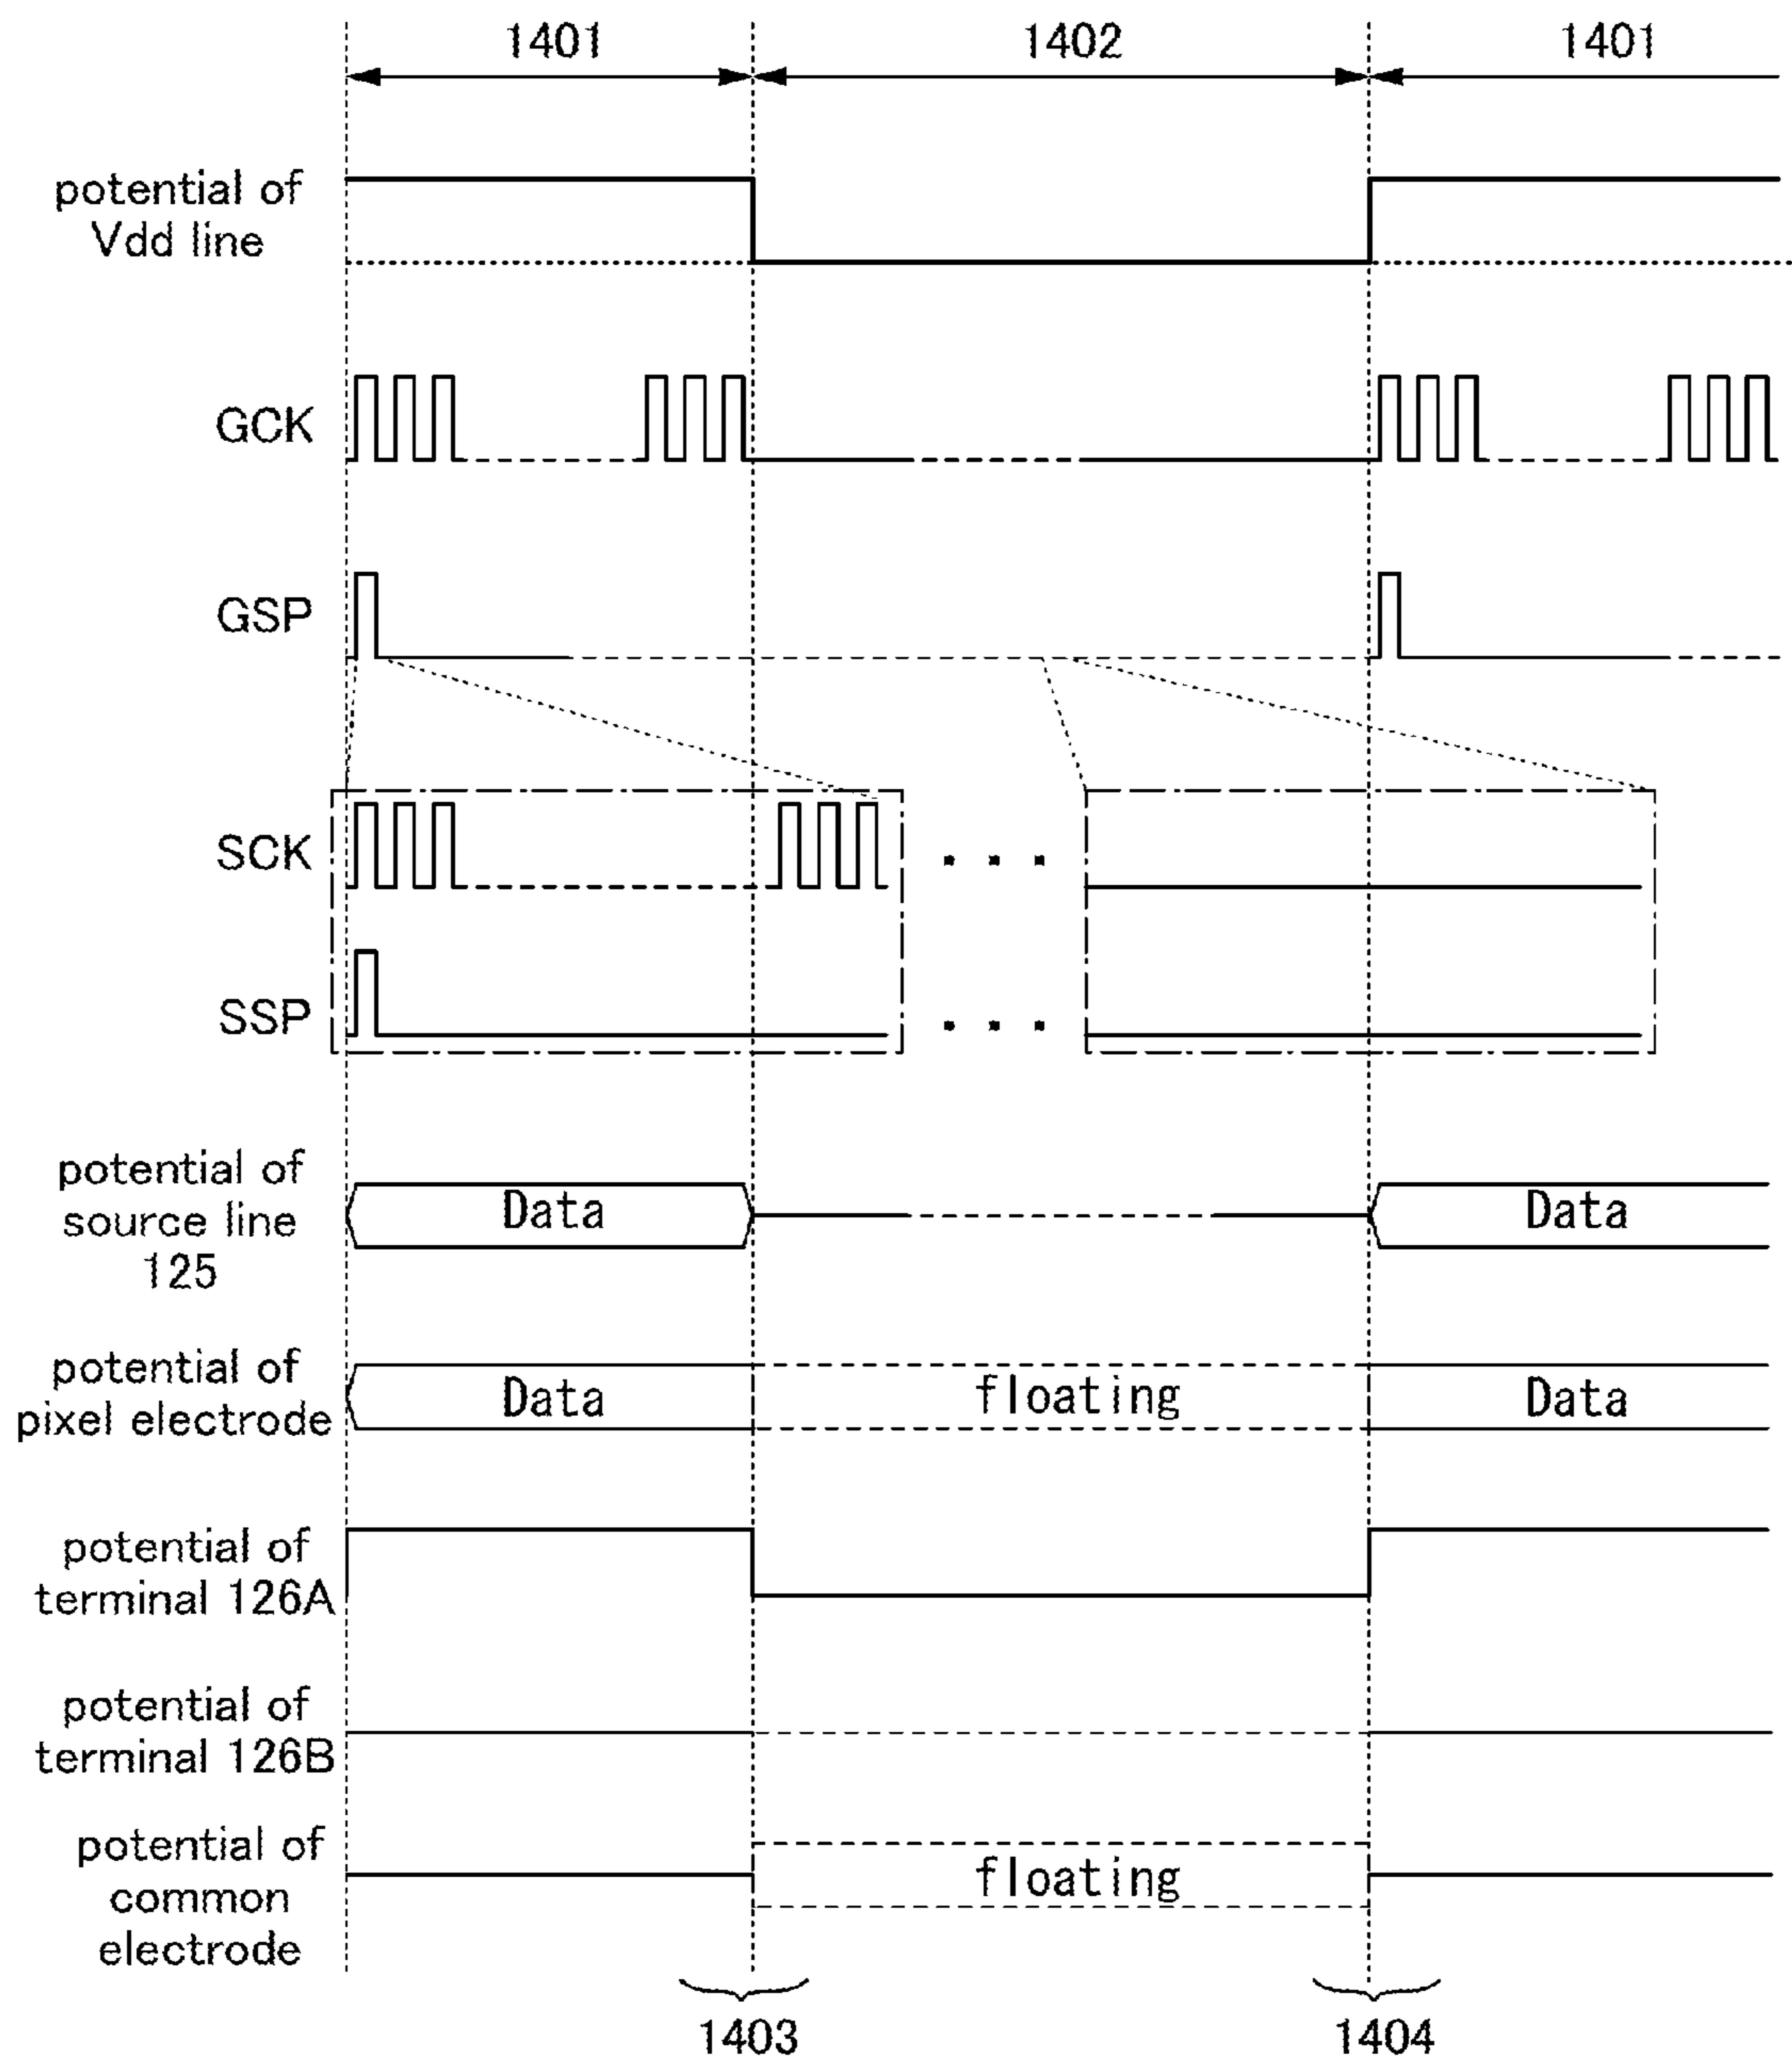 1401
1402
1401
potential of
Vdd line
GCK
GSP
SCK
SSP
potential of
source line
125
Data
Data
potential of
pixel electrode
Data
floating
Data
potential of
terminal 126A
potential of
terminal 126B
potential of
common
electrode
floating
1403
1404